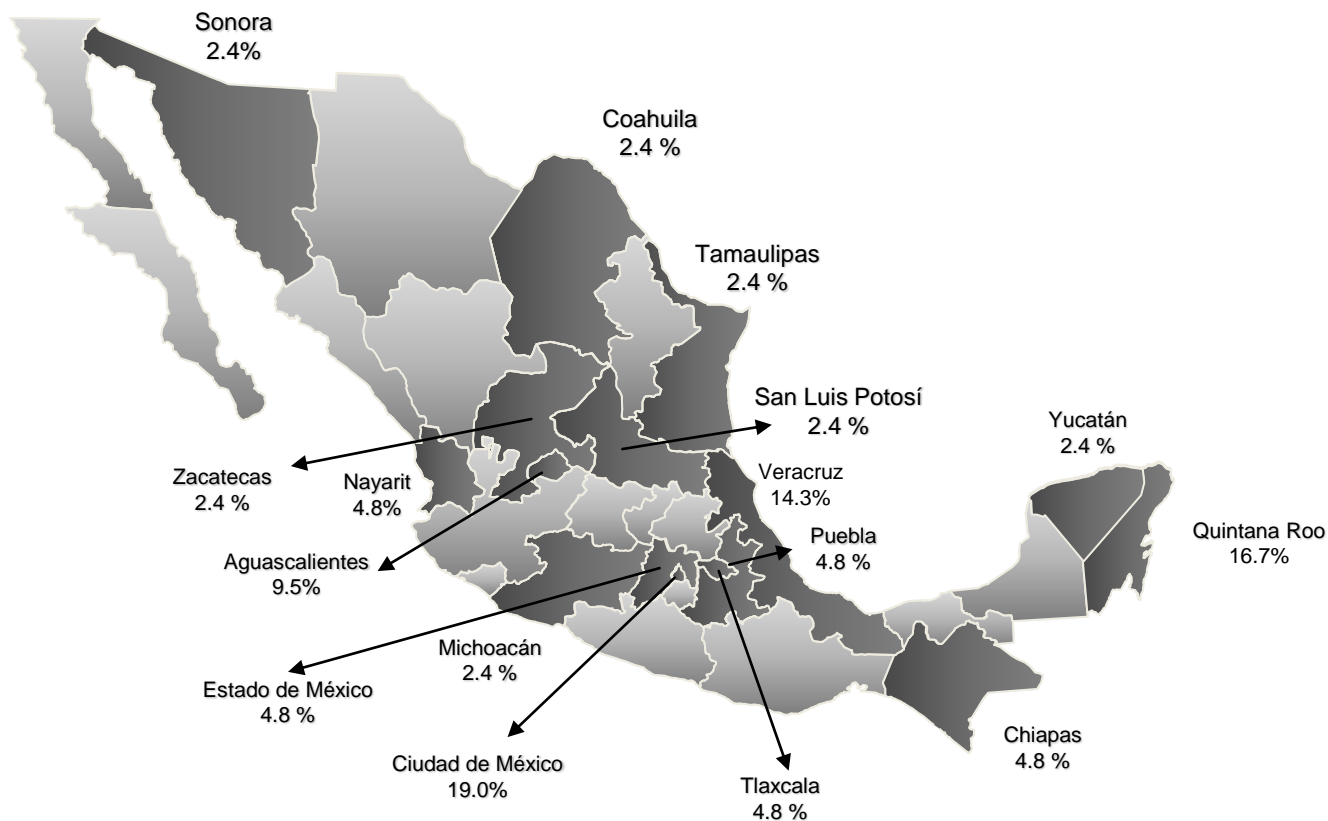 Sonora
2.4%
Coahuila
2.4 %
Tamaulipas
2.4 %
San Luis Potosí
2.4 %
Yucatán
2.4 %
Zacatecas
2.4 %
Nayarit
4.8%
Veracruz
14.3%
Quintana Roo
16.7%
Puebla
4.8 %
Aguascalientes
9.5%
Michoacán
2.4 %
Estado de México
4.8 %
Chiapas
4.8 %
Ciudad de México
19.0%
Tlaxcala
4.8 %